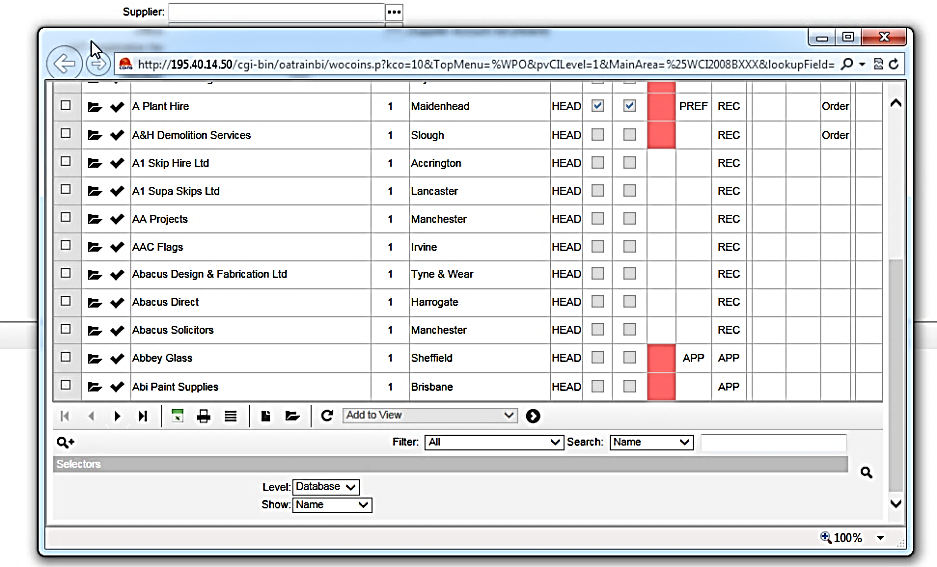 Supplier:
http://195.40.14.50/cgi-bin/oatrainbi/wocoins.p?kco=10&TopMenu=%WPO&pvCILevel=1&MainArea=%25WCI2008BXXX&lookupField=
A Plant Hire 1 Maidenhead HEAD PREF REC Order
A&H Demolition Services 1 Slough HEAD REC Order
A1 Skip Hire Ltd 1 Accrington HEAD REC
A1 Supa Skips Ltd 1 Lancaster HEAD REC
AA Projects 1 Manchester HEAD REC
AAC Flags 1 Irvine HEAD REC
Abacus Design & Fabrication Ltd 1 Tyne & Wear HEAD REC
Abacus Direct 1 Harrogate HEAD REC
Abacus Solicitors 1 Manchester HEAD REC
Abbey Glass 1 Sheffield HEAD APP APP
Abi Paint Supplies 1 Brisbane HEAD APP
Add to View
Filter: All Search: Name
Selectors
Level: Database
Show: Name
100%